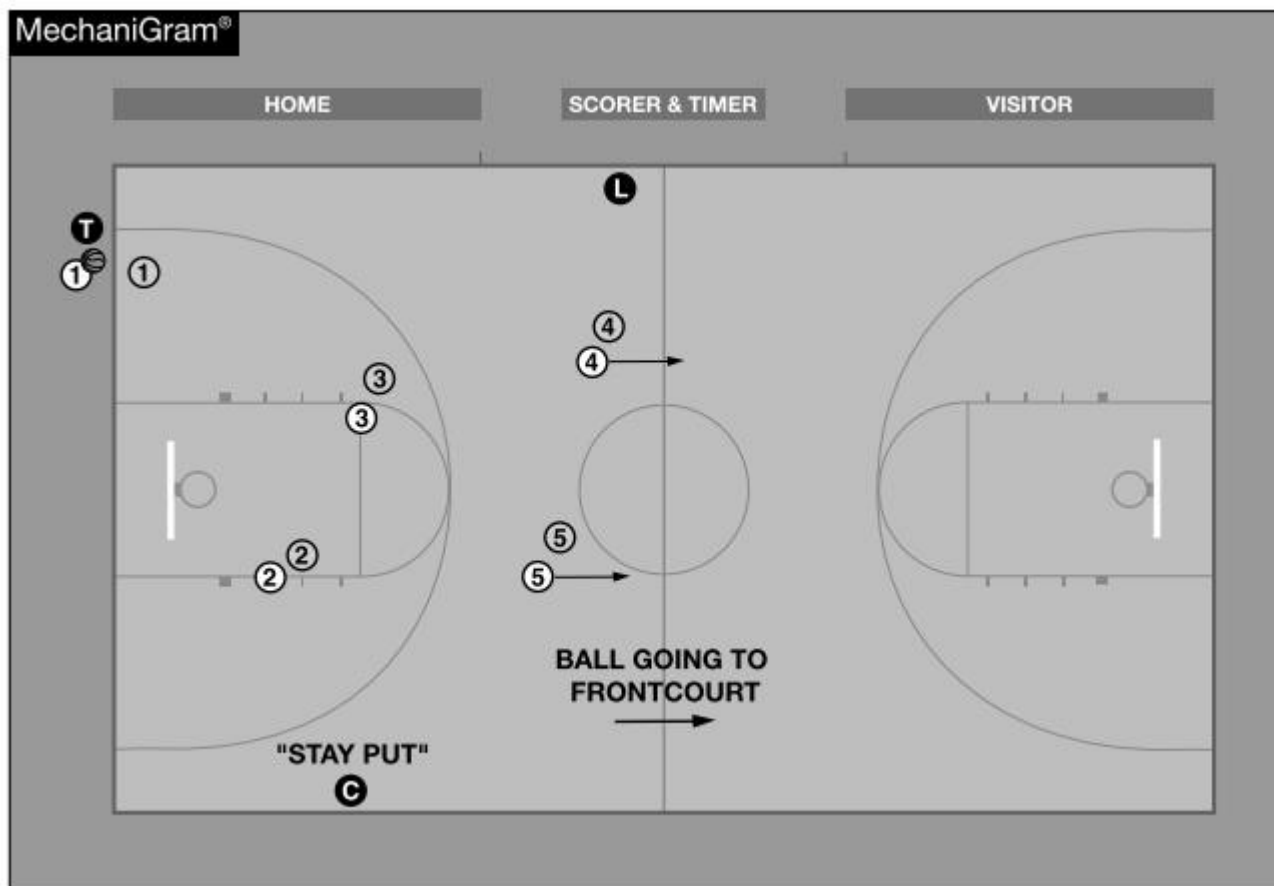 MechaniGram®
HOME
SCORER & TIMER
VISITOR
L
T
1 1
4
4
3
3
5
2
2
5
BALL GOING TO
FRONTCOURT
"STAY PUT"
C